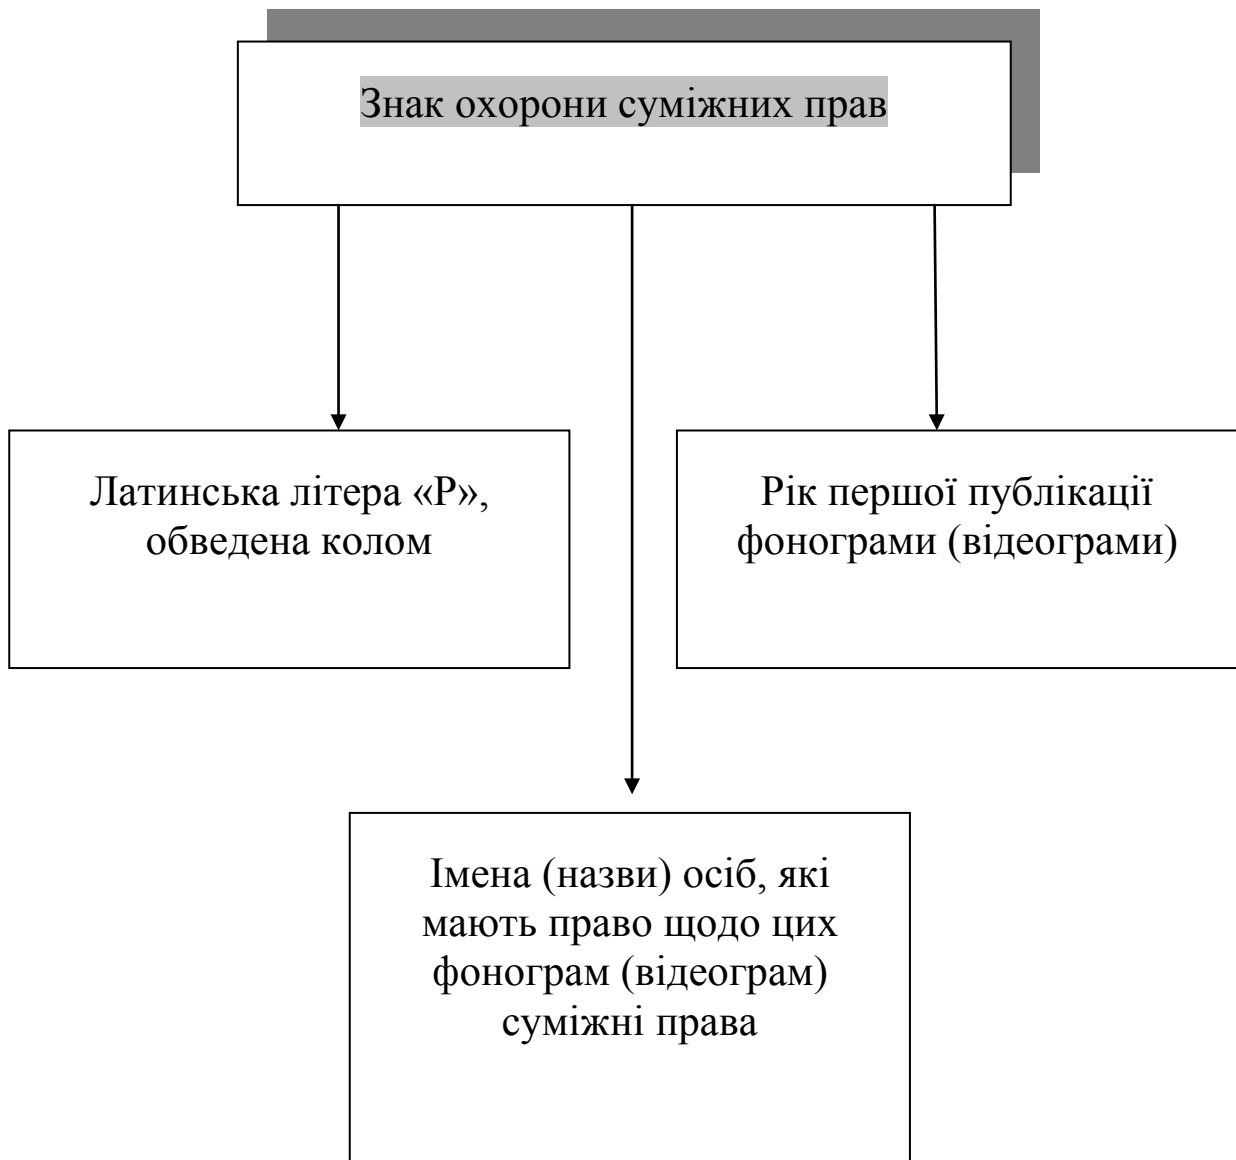 Знак охорони суміжних прав
Латинська літера «Р»,
обведена колом
Рік першої публікації
фонограми (відеограми)
Імена (назви) осіб, які
мають право щодо цих
фонограм (відеограм)
суміжні права